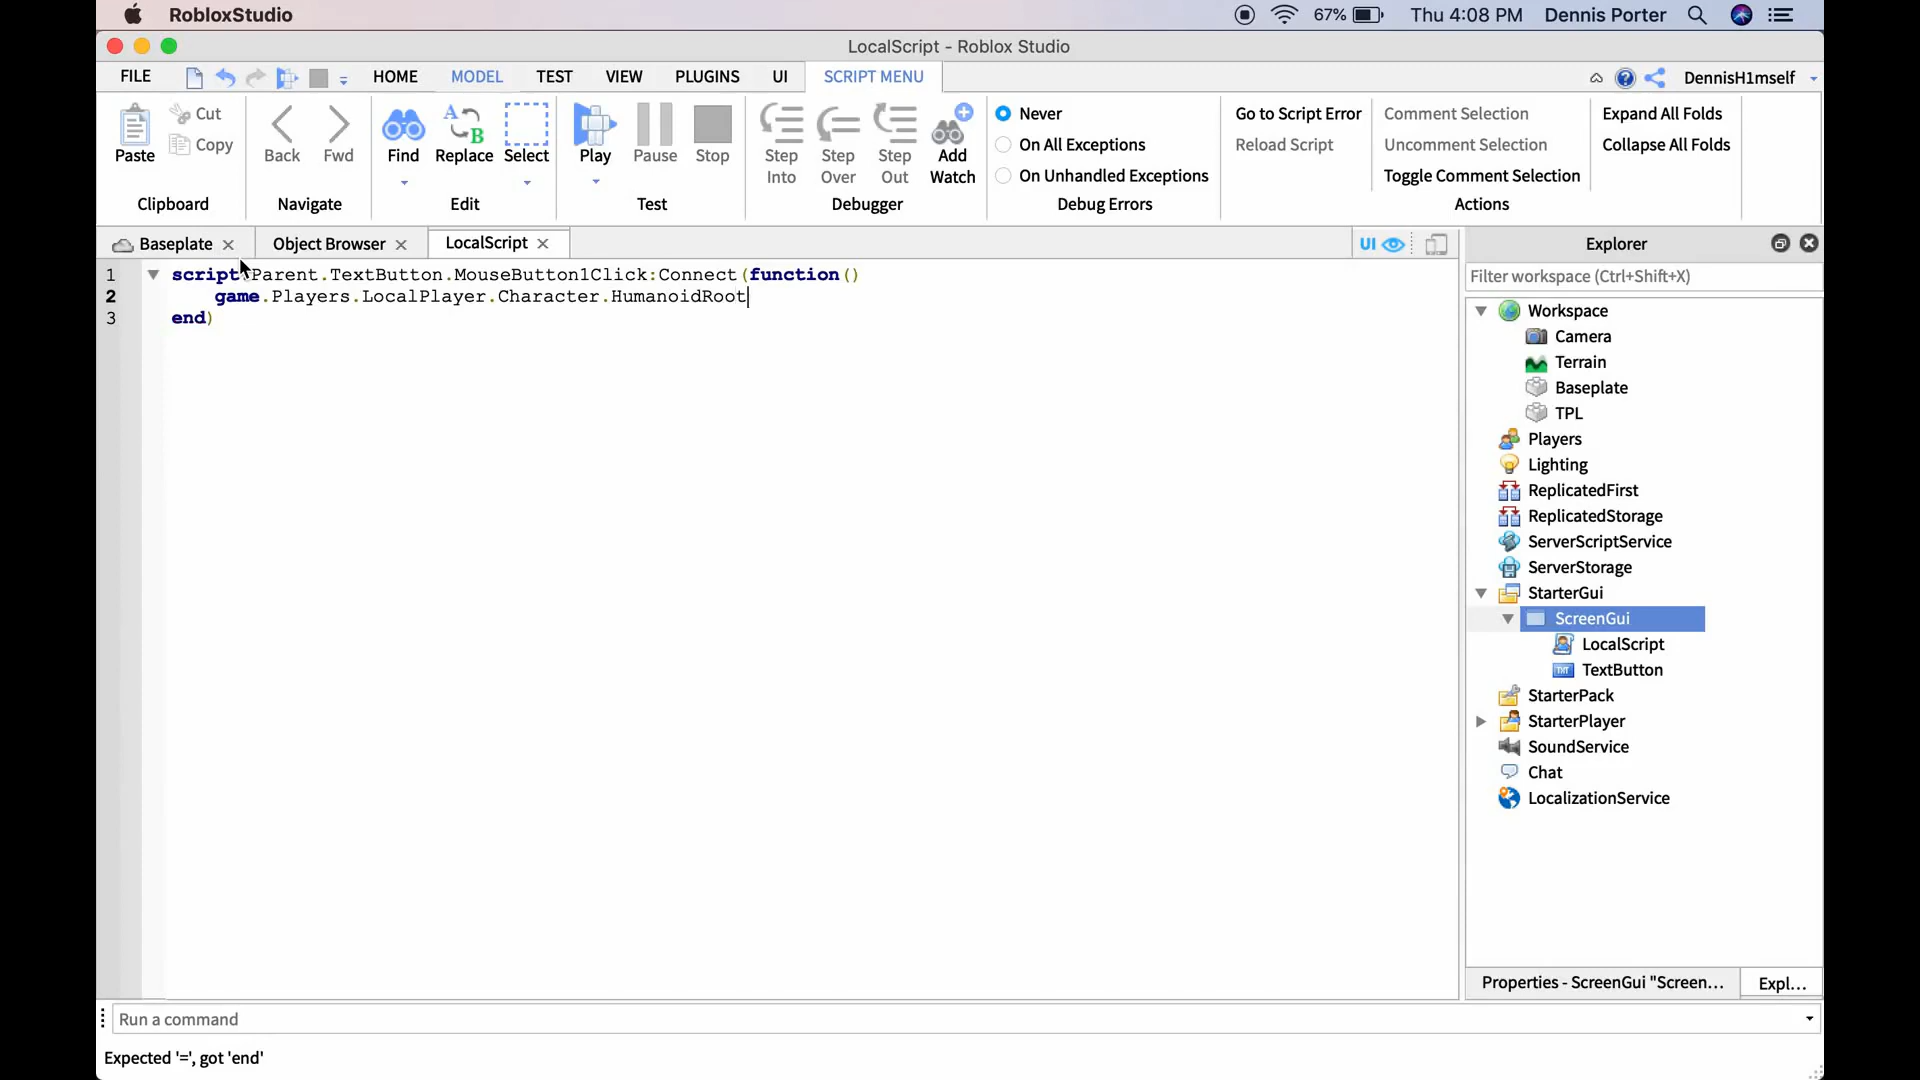 RobloxStudio 67% Thu 4:08 PM Dennis Porter
LocalScript - Roblox Studio
FILE HOME MODEL TEST VIEW PLUGINS UI SCRIPT MENU DennisH1mself
Paste
Cut
Copy
Clipboard
Back
Fwd
Navigate
Find
Replace
Select
Edit
Play
Pause
Stop
Test
Step Into
Step Over
Step Out
Add Watch
Debugger
Never
On All Exceptions
On Unhandled Exceptions
Debug Errors
Go to Script Error
Reload Script
Comment Selection
Uncomment Selection
Toggle Comment Selection
Actions
Expand All Folds
Collapse All Folds
Baseplate Object Browser LocalScript UI
1 script.Parent.TextButton.MouseButton1Click:Connect(function()
2 game.Players.LocalPlayer.Character.HumanoidRoot
3 end)
Explorer
Filter workspace (Ctrl+Shift+X)
Workspace
Camera
Terrain
Baseplate
TPL
Players
Lighting
ReplicatedFirst
ReplicatedStorage
ServerScriptService
ServerStorage
StarterGui
ScreenGui
LocalScript
TextButton
StarterPack
StarterPlayer
SoundService
Chat
LocalizationService
Properties - ScreenGui "Screen... Expl...
Run a command
Expected '=', got 'end'